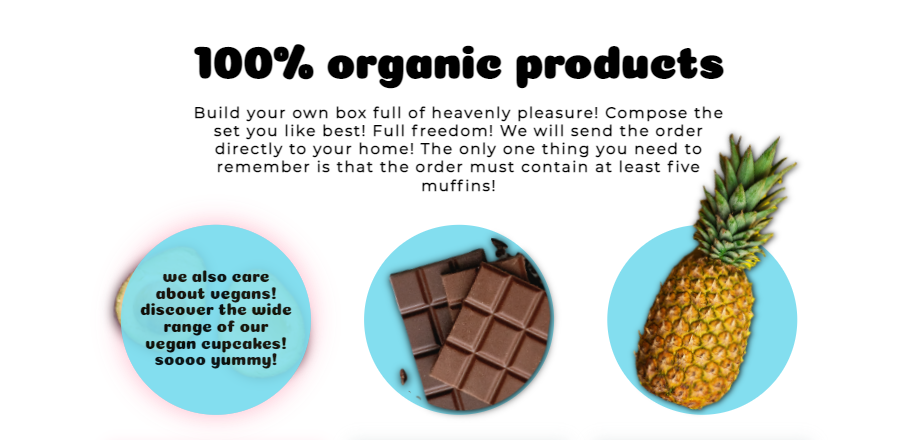 100% organic products
Build your own box full of heavenly pleasure! Compose the
set you like best! Full freedom! We will send the order
directly to your home! The only one thing you need to
remember is that the order must contain at least five
muffins!
we also care
about vegans!
discover the wide
range of our
vegan cupcakes!
soooo yummy!